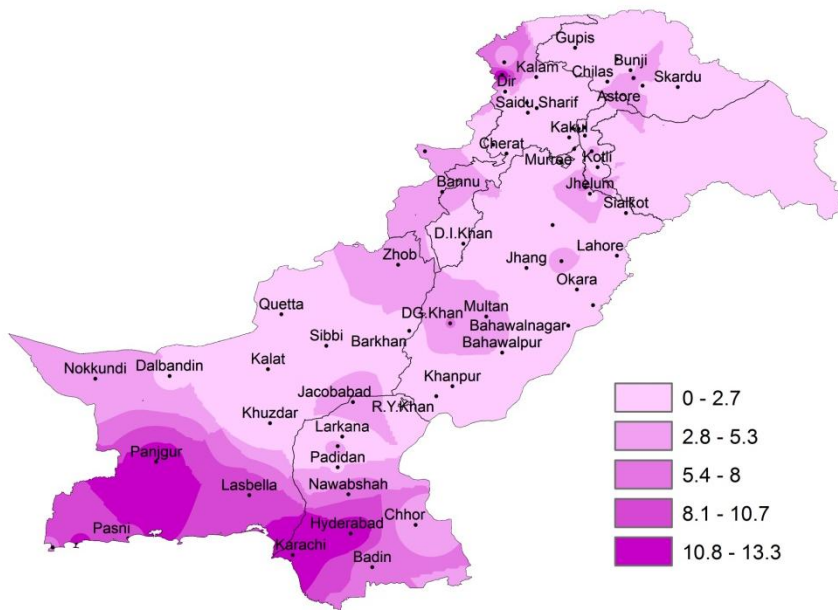 Gupis
Kalam
Chilas
Bunji
Skardu
Dir
Astore
Saidu Sharif
Kakul
Cherat
Murree
Kotli
Bannu
Jhelum
Sialkot
D.I.Khan
Zhob
Jhang
Lahore
Okara
Quetta
DG.Khan
Multan
Bahawalnagar
Sibbi
Barkhan
Bahawalpur
Nokkundi
Dalbandin
Kalat
Khanpur
Jacobabad
R.Y.Khan
Khuzdar
Larkana
Panjgur
Padidan
Lasbella
Nawabshah
Pasni
Hyderabad
Chhor
Karachi
Badin
0 - 2.7
2.8 - 5.3
5.4 - 8
8.1 - 10.7
10.8 - 13.3